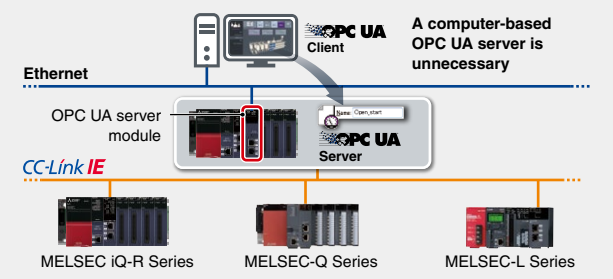 OPC UA
Client
A computer-based
OPC UA server is
unnecessary
Ethernet
OPC UA server
module
Name: Open_start
OPC UA
Server
CC-Link IE
MELSEC iQ-R Series
MELSEC-Q Series
MELSEC-L Series